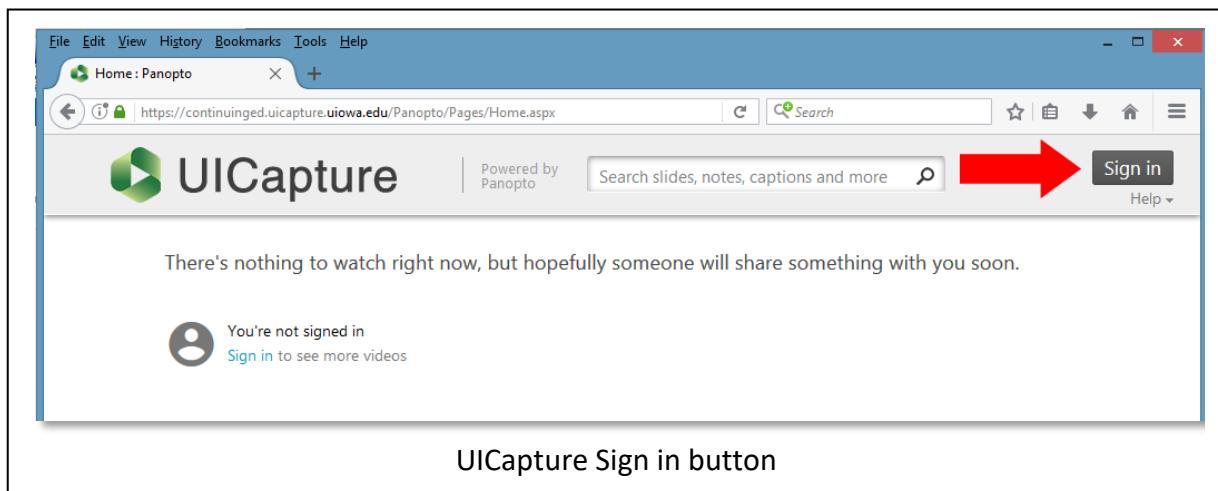 File Edit View History Bookmarks Tools Help
Home : Panopto
https://continuinged.uicapture.uiowa.edu/Panopto/Pages/Home.aspx
Search
UICapture
Powered by
Panopto
Search slides, notes, captions and more
Sign in
Help
There's nothing to watch right now, but hopefully someone will share something with you soon.
You're not signed in
Sign in to see more videos
UICapture Sign in button